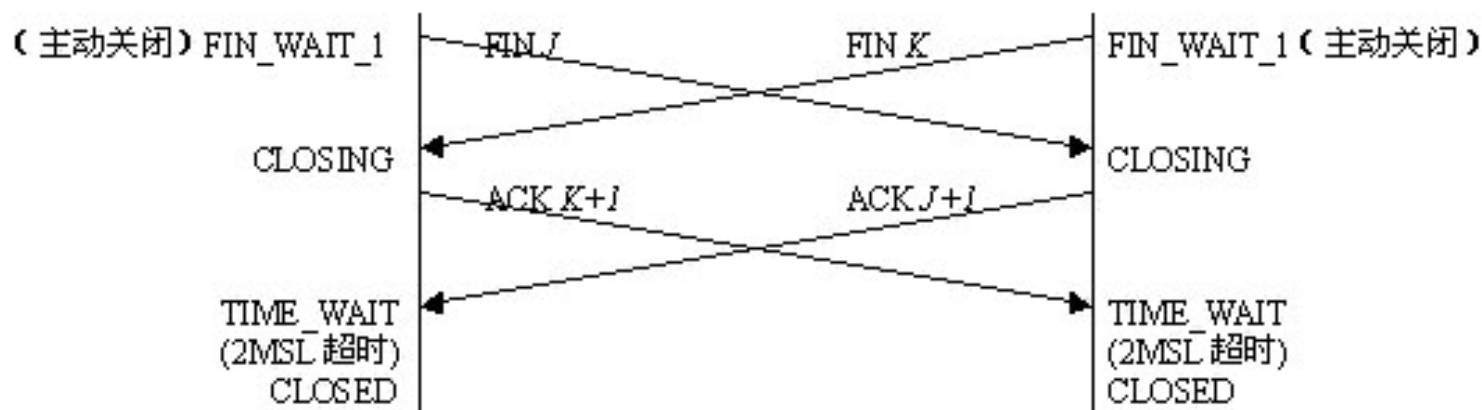 （主动关闭）FIN_WAIT_1 FIN J FIN K FIN_WAIT_1（主动关闭）
CLOSING CLOSING
ACK K+1 ACK J+1
TIME_WAIT TIME_WAIT
(2MSL 超时) (2MSL 超时)
CLOSED CLOSED